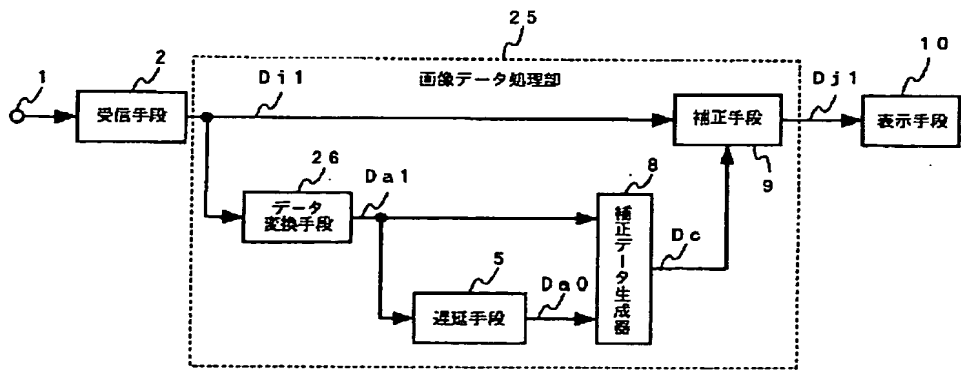 25
10
2
1
Di1
画像データ処理部
Dj1
受信手段
補正手段
表示手段
9
26
Da1
8
データ
変換手段
補正データ生成器
Dc
5
Da0
遅延手段